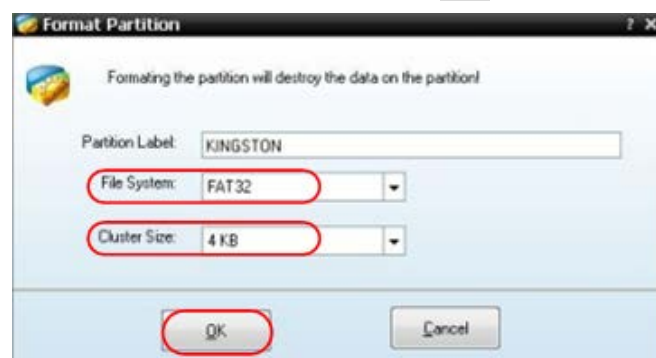 Format Partition ? X
Formating the partition will destroy the data on the partition!
Partition Label: KINGSTON
File System: FAT32
Cluster Size: 4 KB
OK Cancel